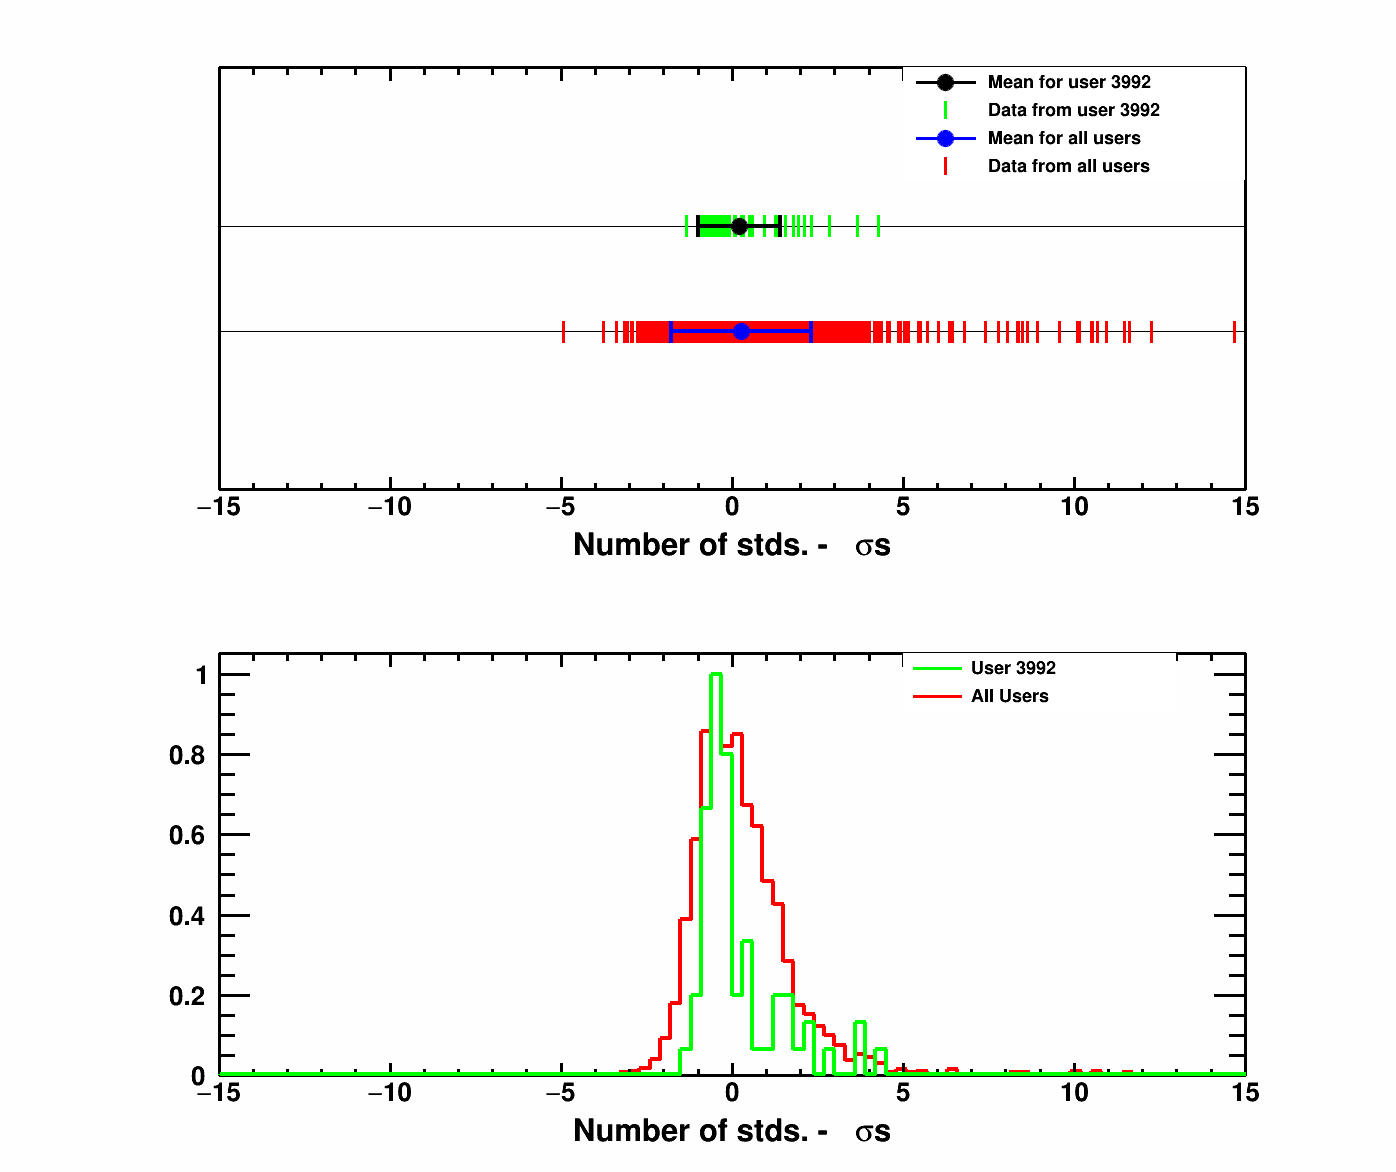 Mean for user 3992
Data from user 3992
Mean for all users
Data from all users
−15 −10 −5 0 5 10 15
Number of stds. - σs
User 3992
All Users
1
0.8
0.6
0.4
0.2
0
−15 −10 −5 0 5 10 15
Number of stds. - σs